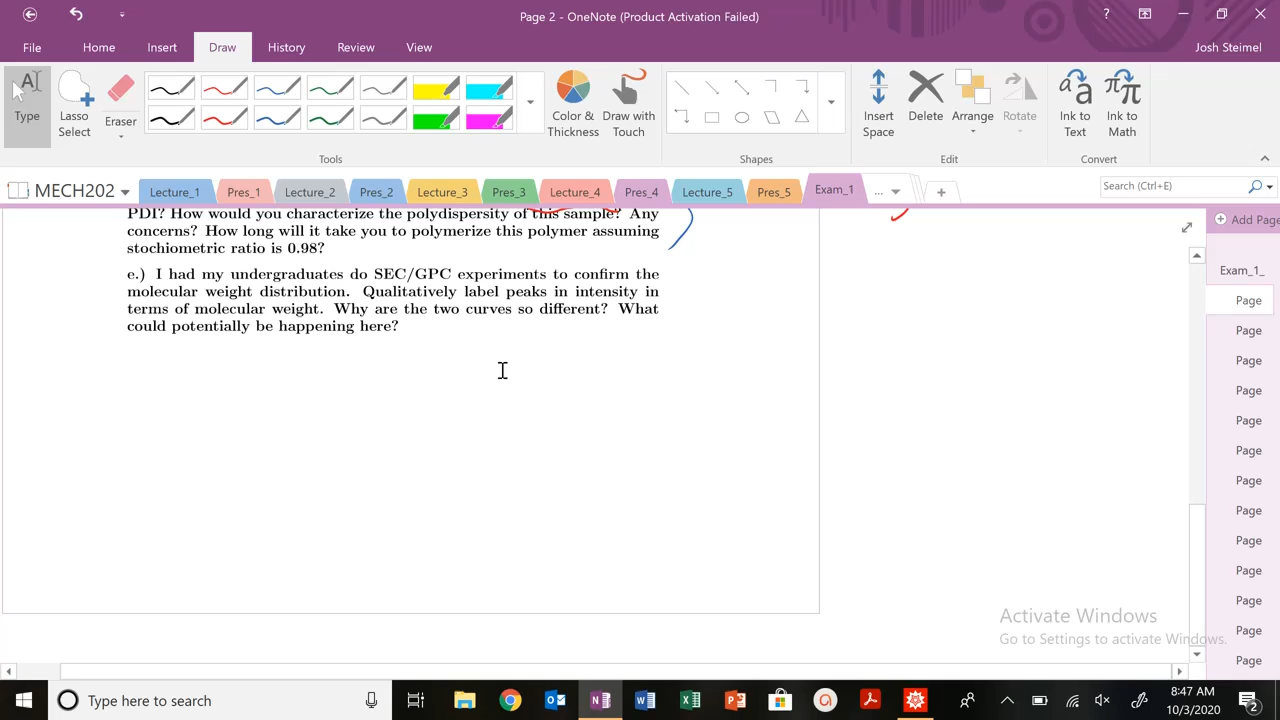 Page 2 - OneNote (Product Activation Failed)
?
File
Home
Insert
Draw
History
Review
View
Josh Steimel
Type
Lasso Select
Eraser
Color & Thickness
Draw with Touch
Insert Space
Delete
Arrange
Rotate
Ink to Text
Ink to Math
Tools
Shapes
Edit
Convert
MECH202
Lecture_1
Pres_1
Lecture_2
Pres_2
Lecture_3
Pres_3
Lecture_4
Pres_4
Lecture_5
Pres_5
Exam_1
...
Search (Ctrl+E)
PDI? How would you characterize the polydispersity of this sample? Any
concerns? How long will it take you to polymerize this polymer assuming
stochiometric ratio is 0.98?
e.) I had my undergraduates do SEC/GPC experiments to confirm the
molecular weight distribution. Qualitatively label peaks in intensity in
terms of molecular weight. Why are the two curves so different? What
could potentially be happening here?
Add Page
Exam_1_
Page
Page
Page
Page
Page
Page
Page
Page
Page
Page
Page
Page
Page
Activate Windows
Go to Settings to activate Windows.
Type here to search
8:47 AM
10/3/2020
2